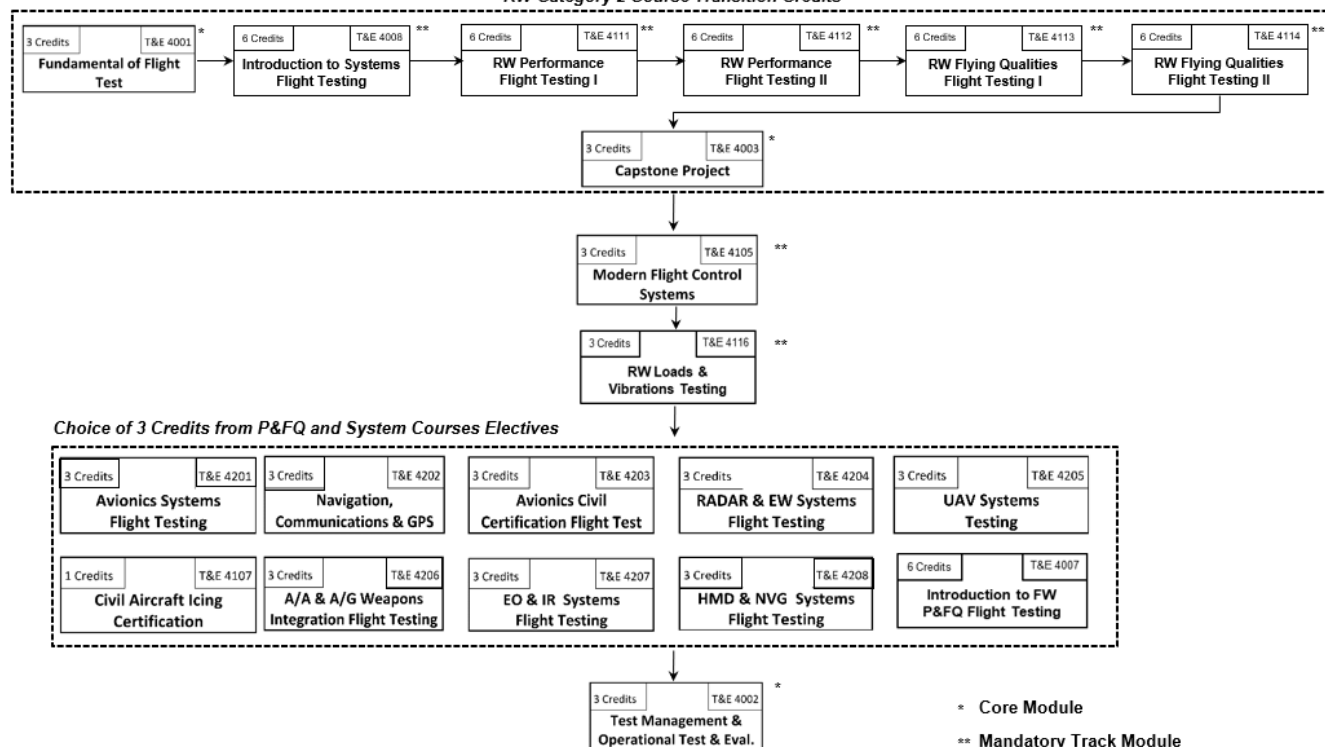 RW Category 2 Course Transition Credits
3 Credits T&E 4001 *
Fundamental of Flight
Test
6 Credits T&E 4008 **
Introduction to Systems
Flight Testing
6 Credits T&E 4111 **
RW Performance
Flight Testing I
6 Credits T&E 4112 **
RW Performance
Flight Testing II
6 Credits T&E 4113 **
RW Flying Qualities
Flight Testing I
6 Credits T&E 4114 **
RW Flying Qualities
Flight Testing II
3 Credits T&E 4003 *
Capstone Project
3 Credits T&E 4105 **
Modern Flight Control
Systems
3 Credits T&E 4116 **
RW Loads &
Vibrations Testing
Choice of 3 Credits from P&FQ and System Courses Electives
3 Credits T&E 4201
Avionics Systems
Flight Testing
3 Credits T&E 4202
Navigation,
Communications & GPS
3 Credits T&E 4203
Avionics Civil
Certification Flight Test
3 Credits T&E 4204
RADAR & EW Systems
Flight Testing
3 Credits T&E 4205
UAV Systems
Testing
1 Credits T&E 4107
Civil Aircraft Icing
Certification
3 Credits T&E 4206
A/A & A/G Weapons
Integration Flight Testing
3 Credits T&E 4207
EO & IR Systems
Flight Testing
3 Credits T&E 4208
HMD & NVG Systems
Flight Testing
6 Credits T&E 4007
Introduction to FW
P&FQ Flight Testing
3 Credits T&E 4002 *
Test Management &
Operational Test & Eval.
* Core Module
** Mandatory Track Module